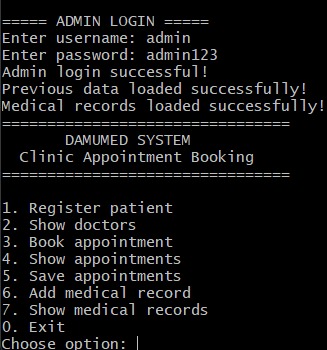 ===== ADMIN LOGIN =====
Enter username: admin
Enter password: admin123
Admin login successful!
Previous data loaded successfully!
Medical records loaded successfully!
================================
DAMUMED SYSTEM
Clinic Appointment Booking
================================
1. Register patient
2. Show doctors
3. Book appointment
4. Show appointments
5. Save appointments
6. Add medical record
7. Show medical records
0. Exit
Choose option: